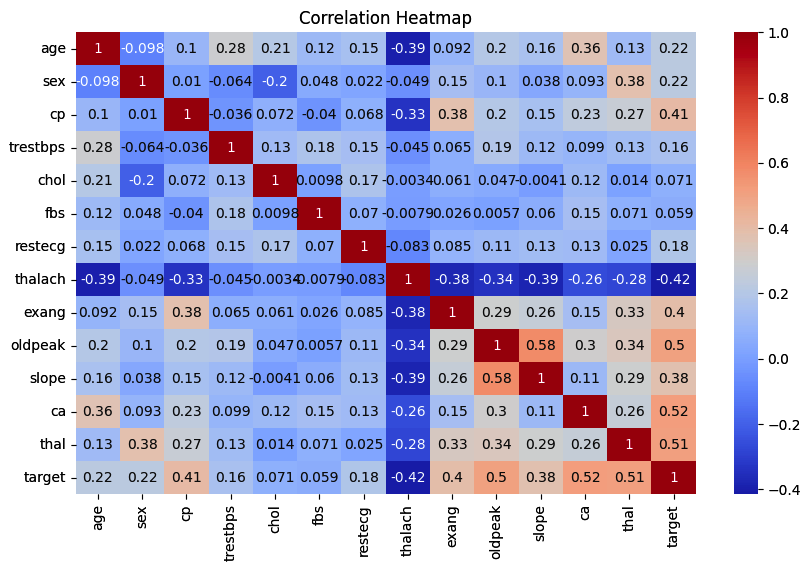 Correlation Heatmap
age 1 -0.098 0.1 0.28 0.21 0.12 0.15 -0.39 0.092 0.2 0.16 0.36 0.13 0.22
sex -0.098 1 0.01 -0.064 -0.2 0.048 0.022 -0.049 0.15 0.1 0.038 0.093 0.38 0.22
cp 0.1 0.01 1 -0.036 0.072 -0.04 0.068 -0.33 0.38 0.2 0.15 0.23 0.27 0.41
trestbps 0.28 -0.064 -0.036 1 0.13 0.18 0.15 -0.045 0.065 0.19 0.12 0.099 0.13 0.16
chol 0.21 -0.2 0.072 0.13 1 0.0098 0.17 -0.0034 0.061 0.047 -0.0041 0.12 0.014 0.071
fbs 0.12 0.048 -0.04 0.18 0.0098 1 0.07 -0.0079 0.026 0.0057 0.06 0.15 0.071 0.059
restecg 0.15 0.022 0.068 0.15 0.17 0.07 1 -0.083 0.085 0.11 0.13 0.13 0.025 0.18
thalach -0.39 -0.049 -0.33 -0.045 -0.0034 -0.0079 -0.083 1 -0.38 -0.34 -0.39 -0.26 -0.28 -0.42
exang 0.092 0.15 0.38 0.065 0.061 0.026 0.085 -0.38 1 0.29 0.26 0.15 0.33 0.4
oldpeak 0.2 0.1 0.2 0.19 0.047 0.0057 0.11 -0.34 0.29 1 0.58 0.3 0.34 0.5
slope 0.16 0.038 0.15 0.12 -0.0041 0.06 0.13 -0.39 0.26 0.58 1 0.11 0.29 0.38
ca 0.36 0.093 0.23 0.099 0.12 0.15 0.13 -0.26 0.15 0.3 0.11 1 0.26 0.52
thal 0.13 0.38 0.27 0.13 0.014 0.071 0.025 -0.28 0.33 0.34 0.29 0.26 1 0.51
target 0.22 0.22 0.41 0.16 0.071 0.059 0.18 -0.42 0.4 0.5 0.38 0.52 0.51 1
age sex cp trestbps chol fbs restecg thalach exang oldpeak slope ca thal target
1.0
0.8
0.6
0.4
0.2
0.0
−0.2
−0.4